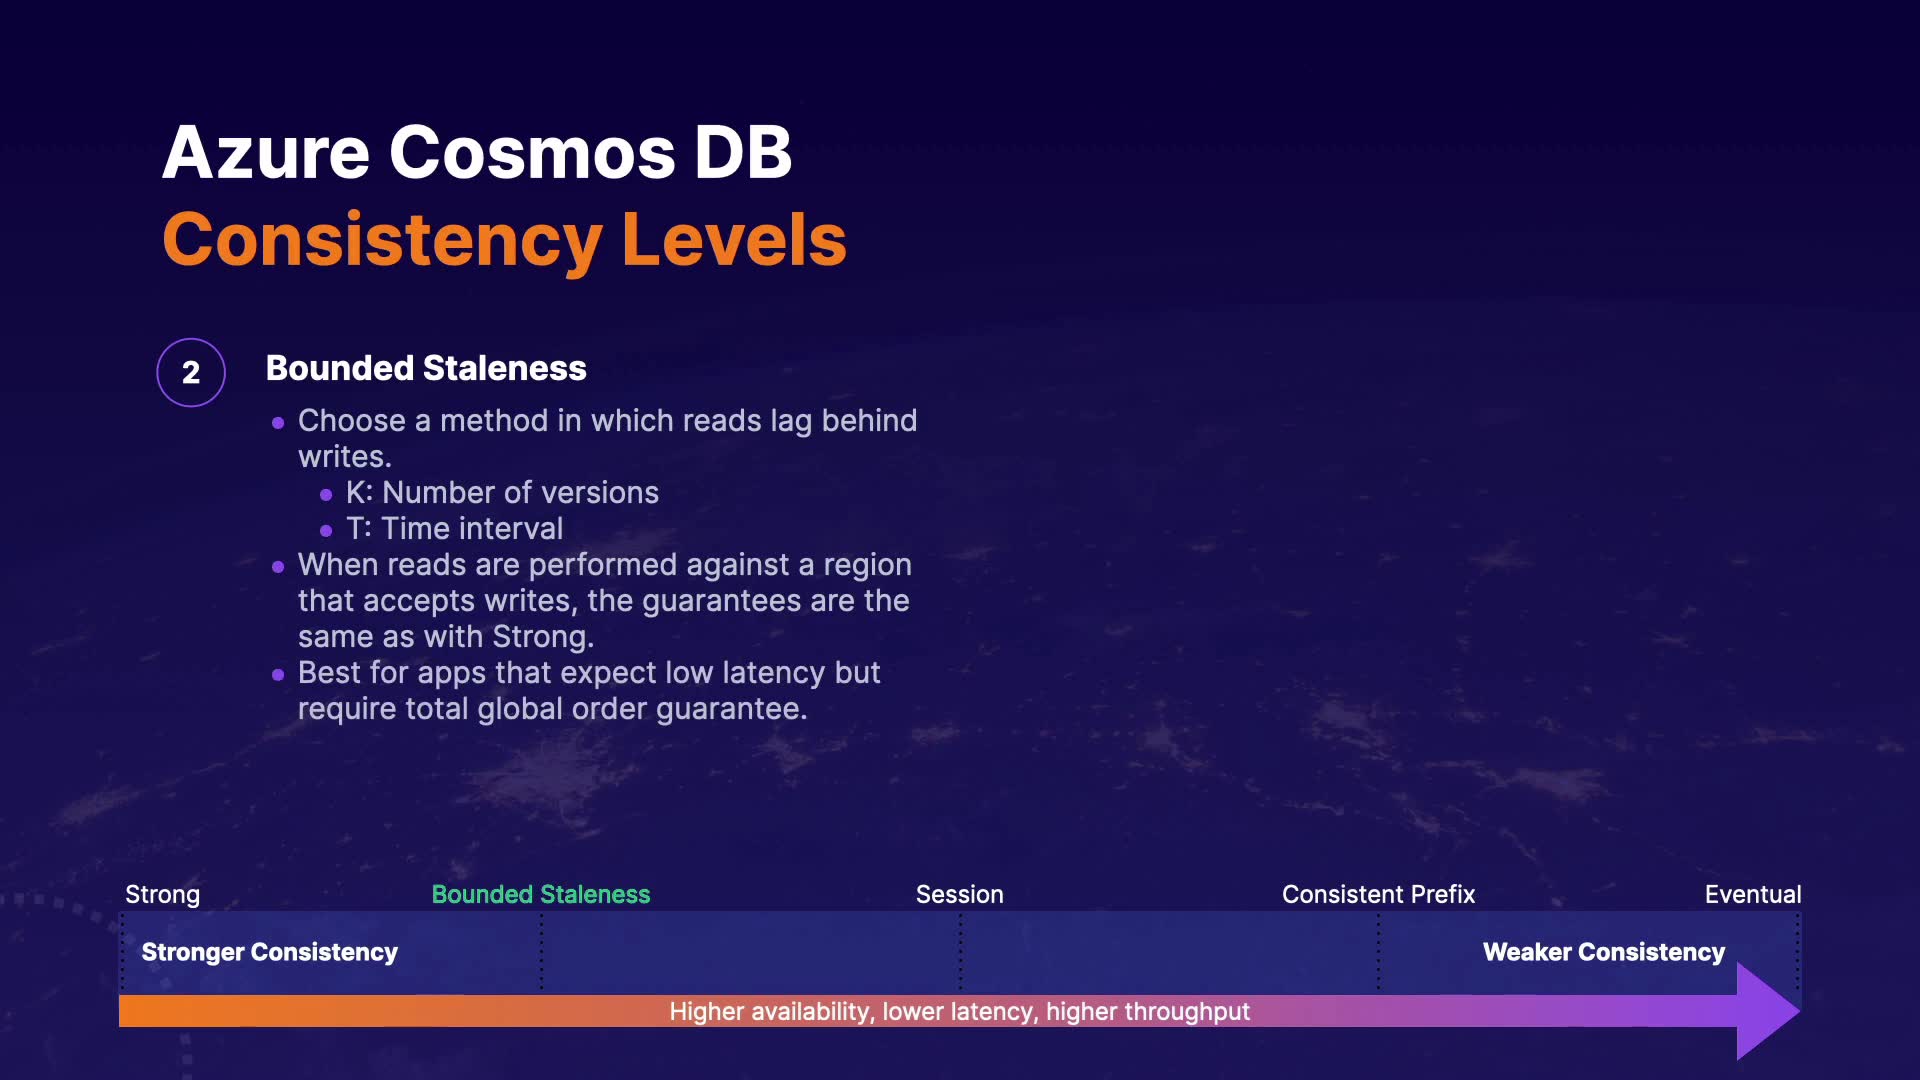 Azure Cosmos DB
Consistency Levels
2
Bounded Staleness
Choose a method in which reads lag behind
writes.
K: Number of versions
T: Time interval
When reads are performed against a region
that accepts writes, the guarantees are the
same as with Strong.
Best for apps that expect low latency but
require total global order guarantee.
Strong
Bounded Staleness
Session
Consistent Prefix
Eventual
Stronger Consistency
Weaker Consistency
Higher availability, lower latency, higher throughput